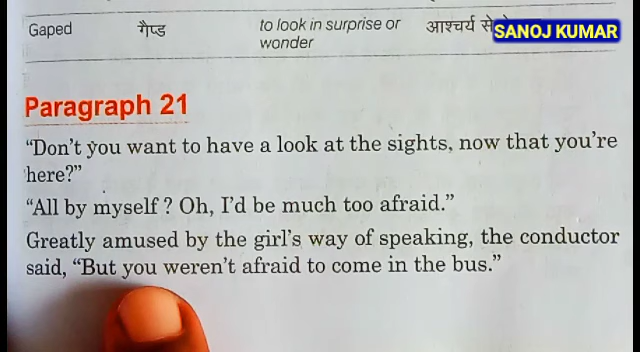 Gaped गैप्ड to look in surprise or आश्चर्य से
wonder
SANOJ KUMAR
Paragraph 21
“Don’t you want to have a look at the sights, now that you’re
here?”
“All by myself ? Oh, I’d be much too afraid.”
Greatly amused by the girl’s way of speaking, the conductor
said, “But you weren’t afraid to come in the bus.”